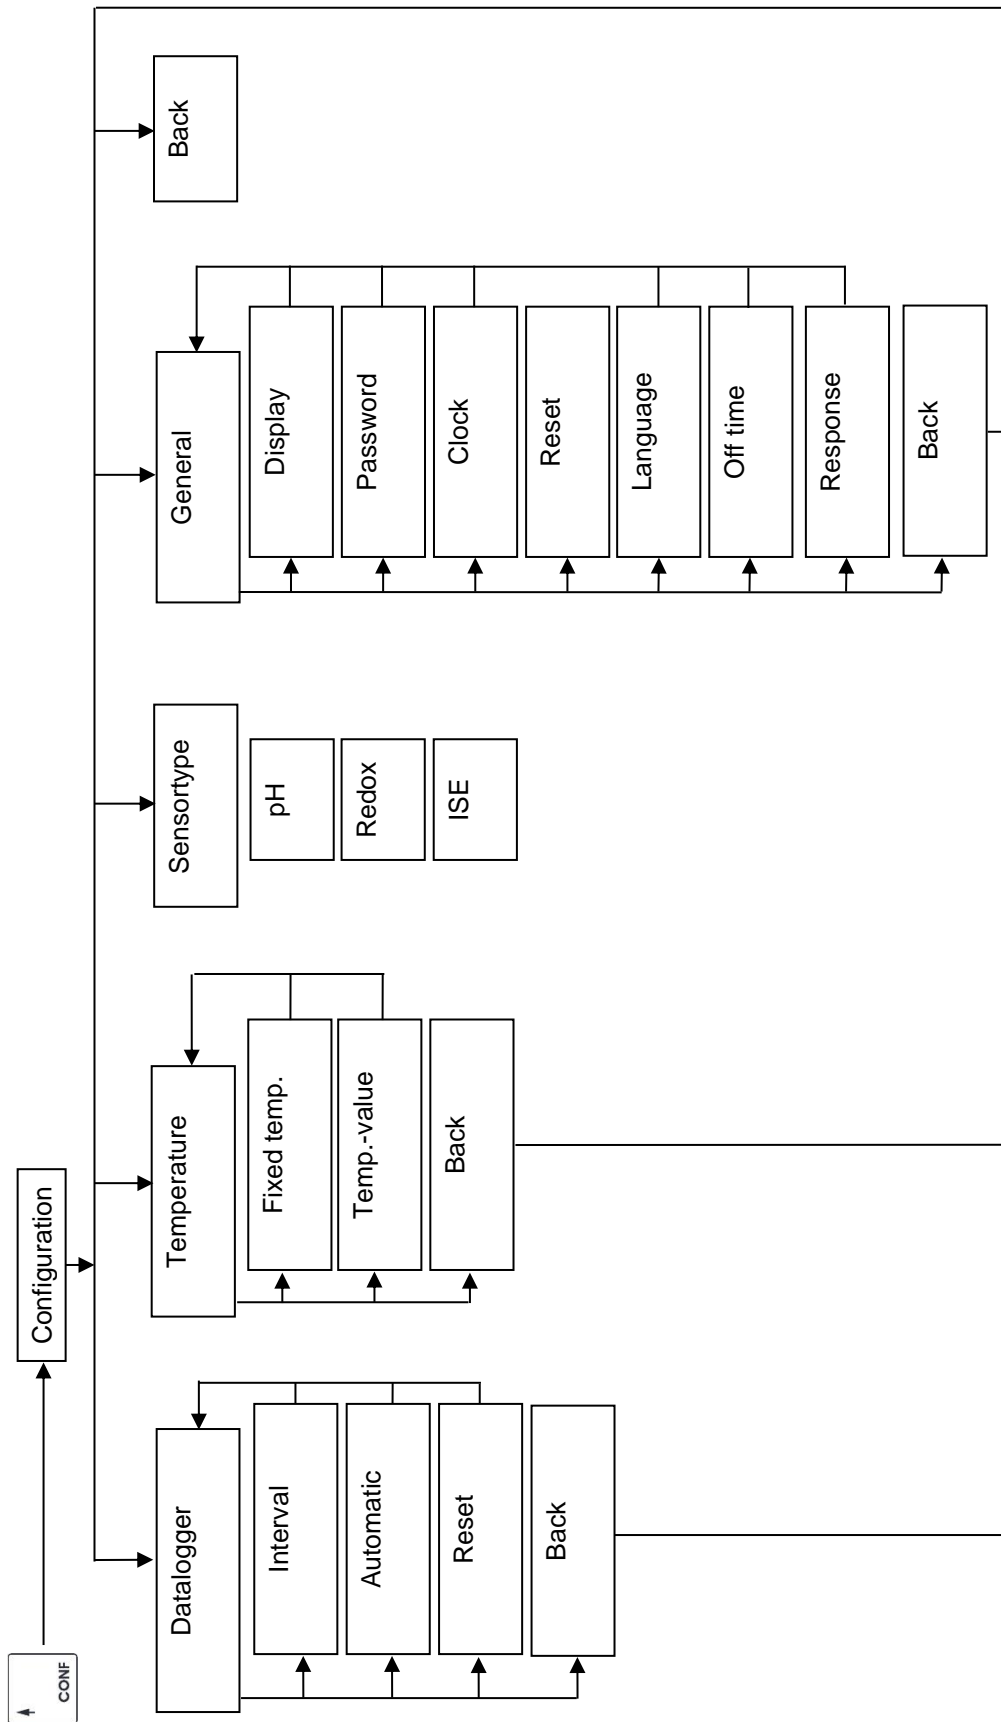 CONF
Configuration
Datalogger
Interval
Automatic
Reset
Back
Temperature
Fixed temp.
Temp.-value
Back
Sensortype
pH
Redox
ISE
General
Display
Password
Clock
Reset
Language
Off time
Response
Back
Back